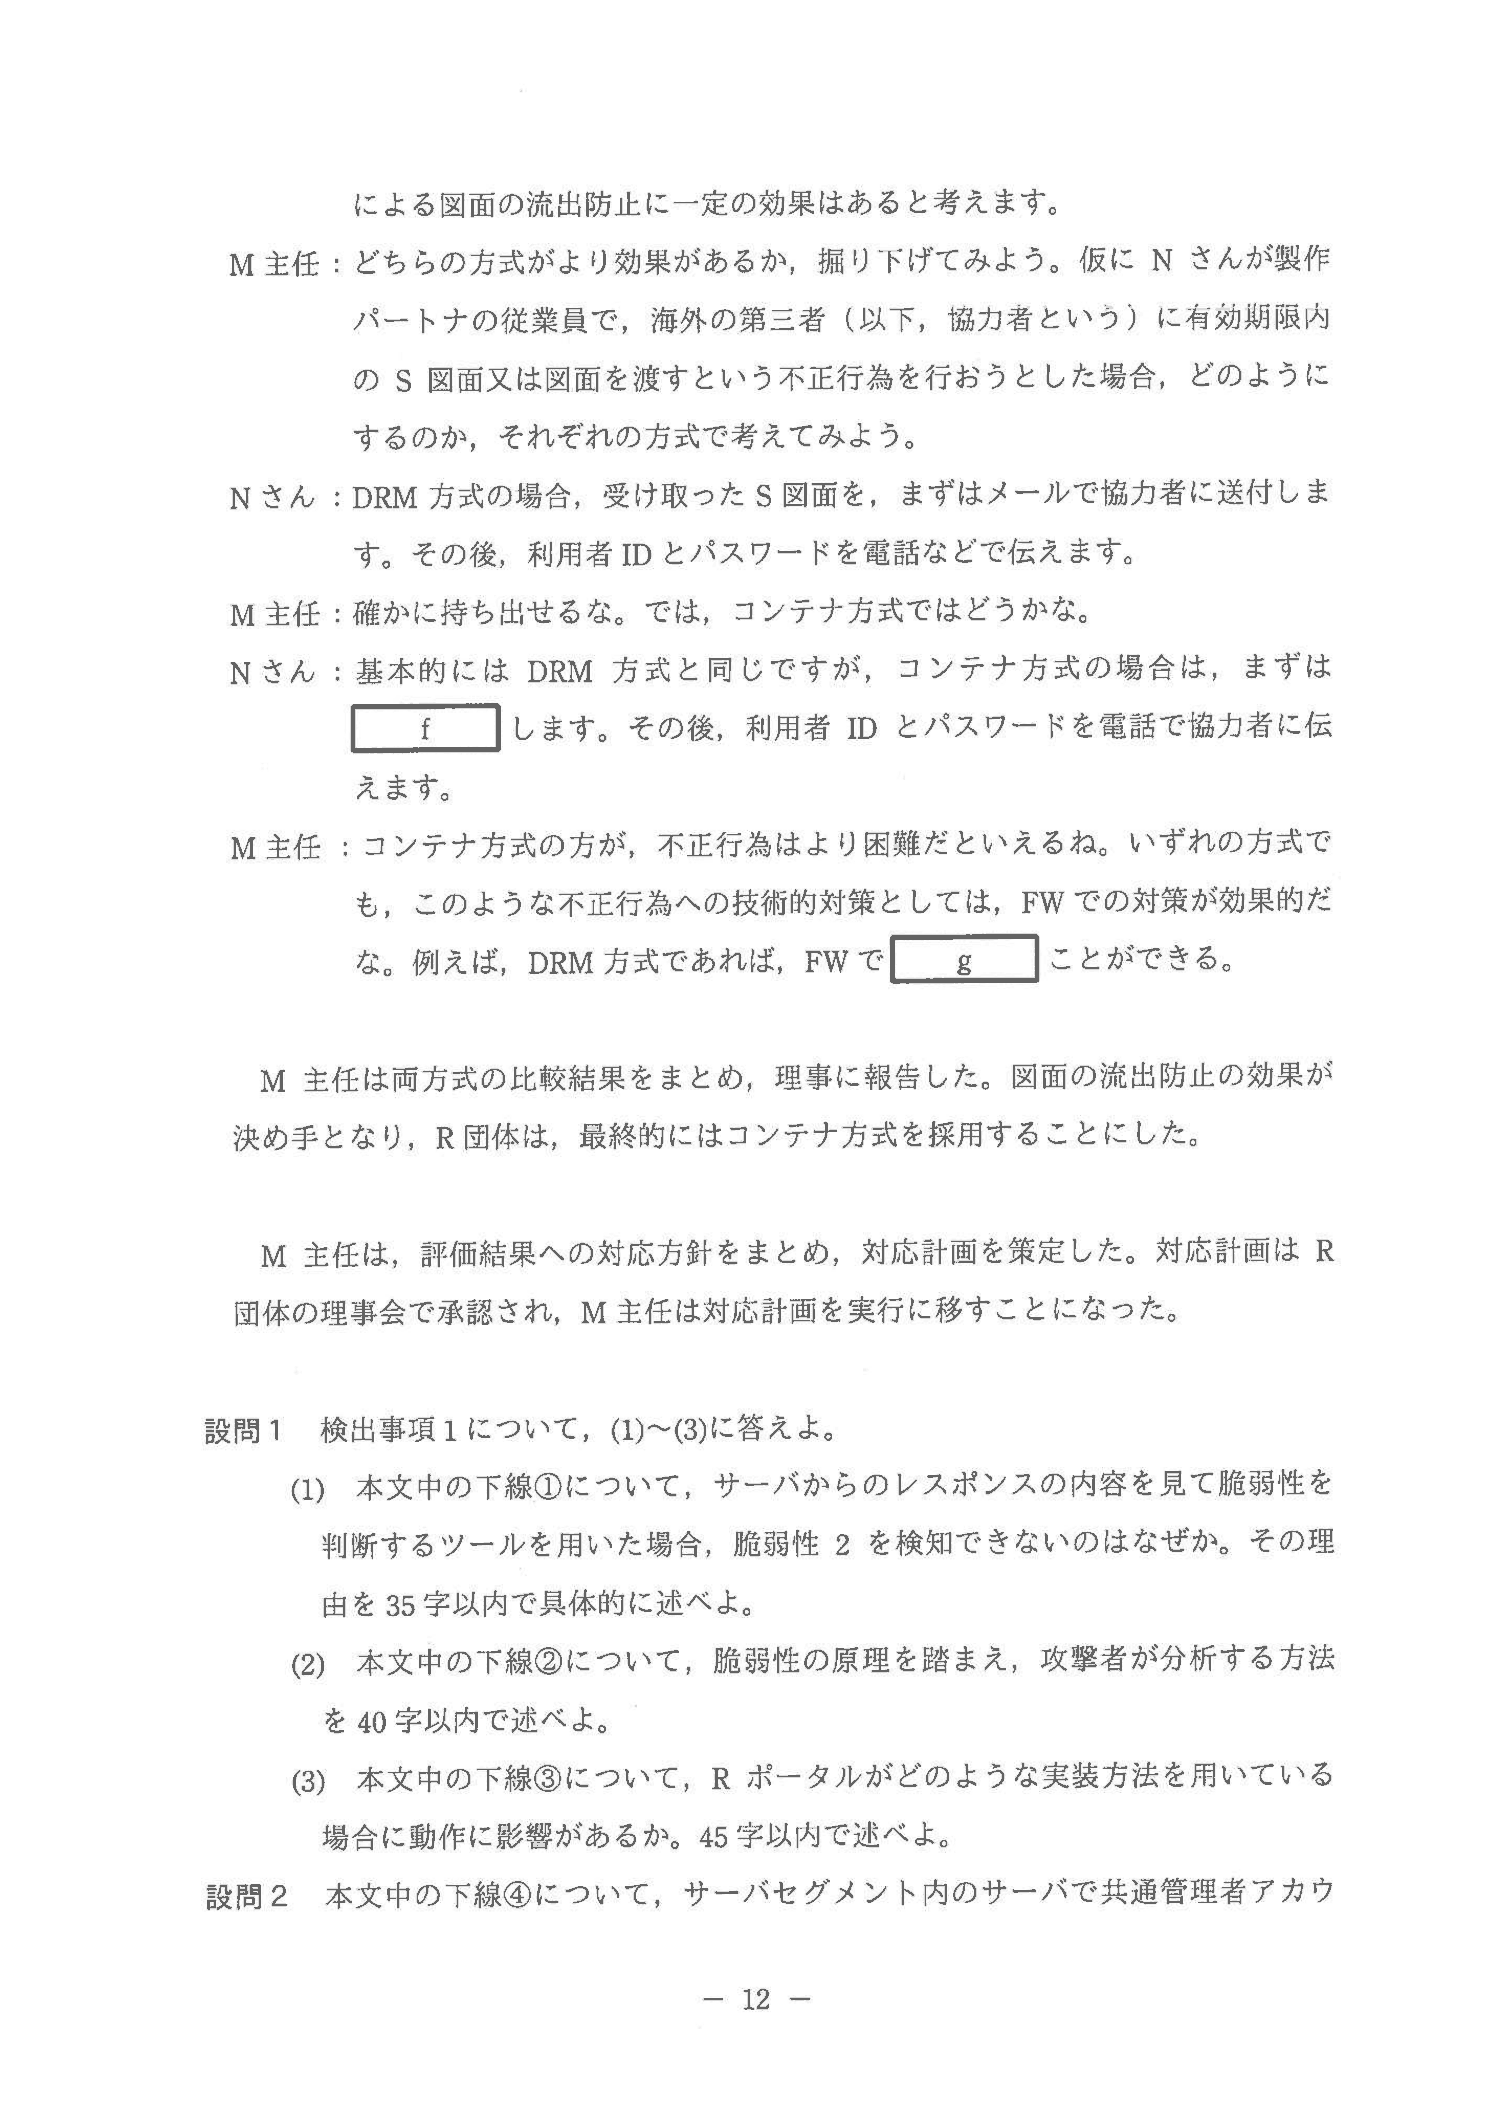 による図面の流出防止に一定の効果はあると考えます。
M 主任：どちらの方式がより効果があるか，掘り下げてみよう。仮に N さんが製作
パートナの従業員で，海外の第三者（以下，協力者という）に有効期限内
の S 図面又は図面を渡すという不正行為を行おうとした場合，どのように
するのか，それぞれの方式で考えてみよう。
N さん：DRM 方式の場合，受け取った S 図面を，まずはメールで協力者に送付しま
す。その後，利用者 ID とパスワードを電話などで伝えます。
M 主任：確かに持ち出せるな。では，コンテナ方式ではどうかな。
N さん：基本的には DRM 方式と同じですが，コンテナ方式の場合は，まずは
f します。その後，利用者 ID とパスワードを電話で協力者に伝
えます。
M 主任：コンテナ方式の方が，不正行為はより困難だといえるね。いずれの方式で
も，このような不正行為への技術的対策としては，FW での対策が効果的だ
な。例えば，DRM 方式であれば，FW で g ことができる。
M 主任は両方式の比較結果をまとめ，理事に報告した。図面の流出防止の効果が
決め手となり，R 団体は，最終的にはコンテナ方式を採用することにした。
M 主任は，評価結果への対応方針をまとめ，対応計画を策定した。対応計画は R
団体の理事会で承認され，M 主任は対応計画を実行に移すことになった。
設問1 検出事項 1 について，(1)～(3)に答えよ。
(1) 本文中の下線①について，サーバからのレスポンスの内容を見て脆弱性を
判断するツールを用いた場合，脆弱性 2 を検知できないのはなぜか。その理
由を 35 字以内で具体的に述べよ。
(2) 本文中の下線②について，脆弱性の原理を踏まえ，攻撃者が分析する方法
を 40 字以内で述べよ。
(3) 本文中の下線③について，R ポータルがどのような実装方法を用いている
場合に動作に影響があるか。45 字以内で述べよ。
設問2 本文中の下線④について，サーバセグメント内のサーバで共通管理者アカウ
－ 12 －